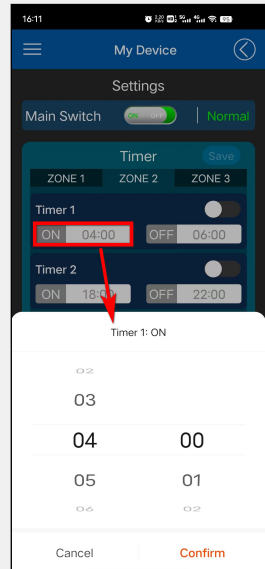 16:11
My Device
Settings
Main Switch ON OFF Normal
Timer Save
ZONE 1 ZONE 2 ZONE 3
Timer 1
ON 04:00 OFF 06:00
Timer 2
ON 18:00 OFF 22:00
Timer 1: ON
02
03
04 00
05 01
06 02
Cancel Confirm